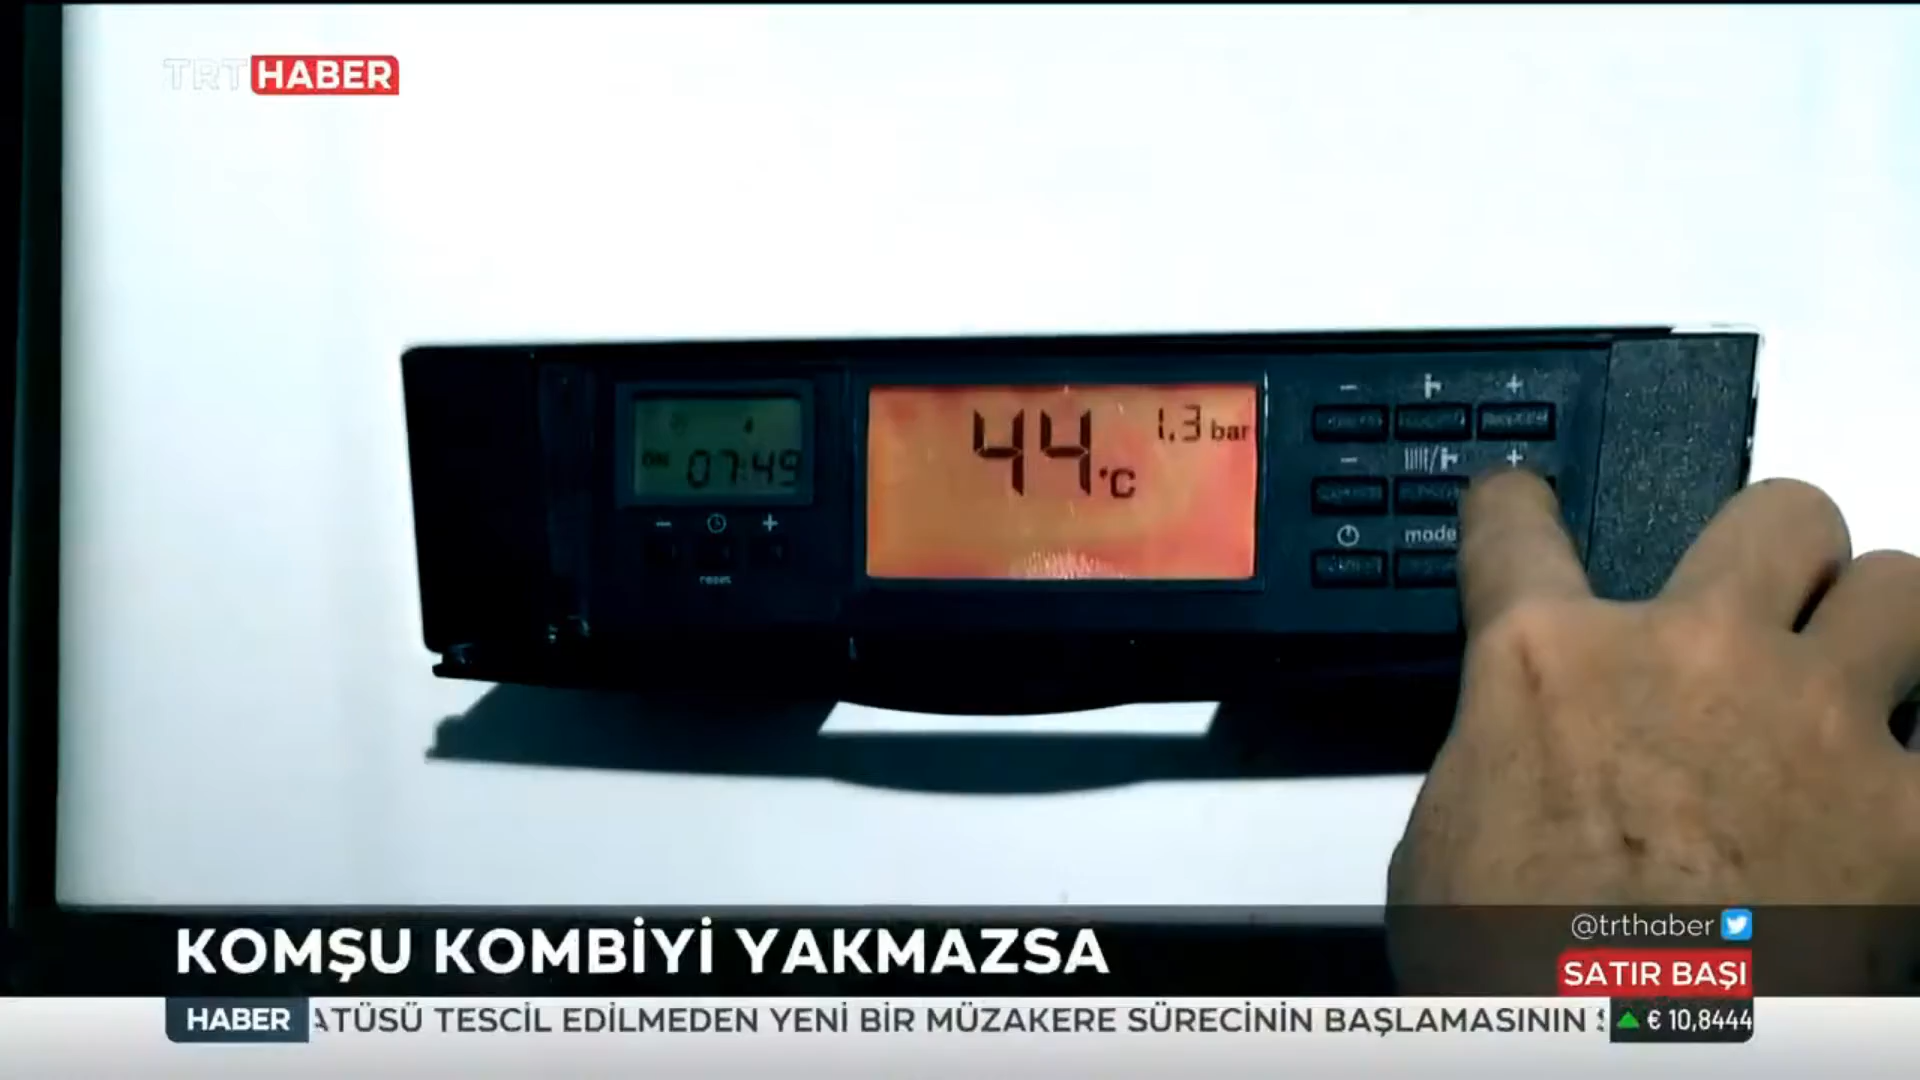 TRT HABER
44 °C
1.3 bar
ON 07:49
- +
reset
- +
- +
mode
KOMŞU KOMBİYİ YAKMAZSA
@trthaber
SATIR BAŞI
HABER
ATÜSÜ TESCİL EDİLMEDEN YENİ BİR MÜZAKERE SÜRECİNİN BAŞLAMASININ
€ 10,8444